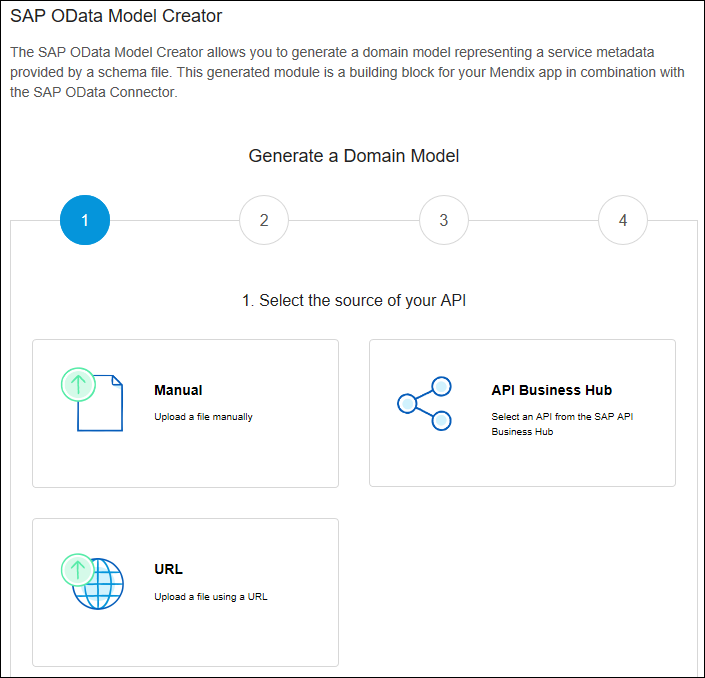 SAP OData Model Creator
The SAP OData Model Creator allows you to generate a domain model representing a service metadata
provided by a schema file. This generated module is a building block for your Mendix app in combination with
the SAP OData Connector.
Generate a Domain Model
1 2 3 4
1. Select the source of your API
Manual
Upload a file manually
API Business Hub
Select an API from the SAP API
Business Hub
URL
Upload a file using a URL